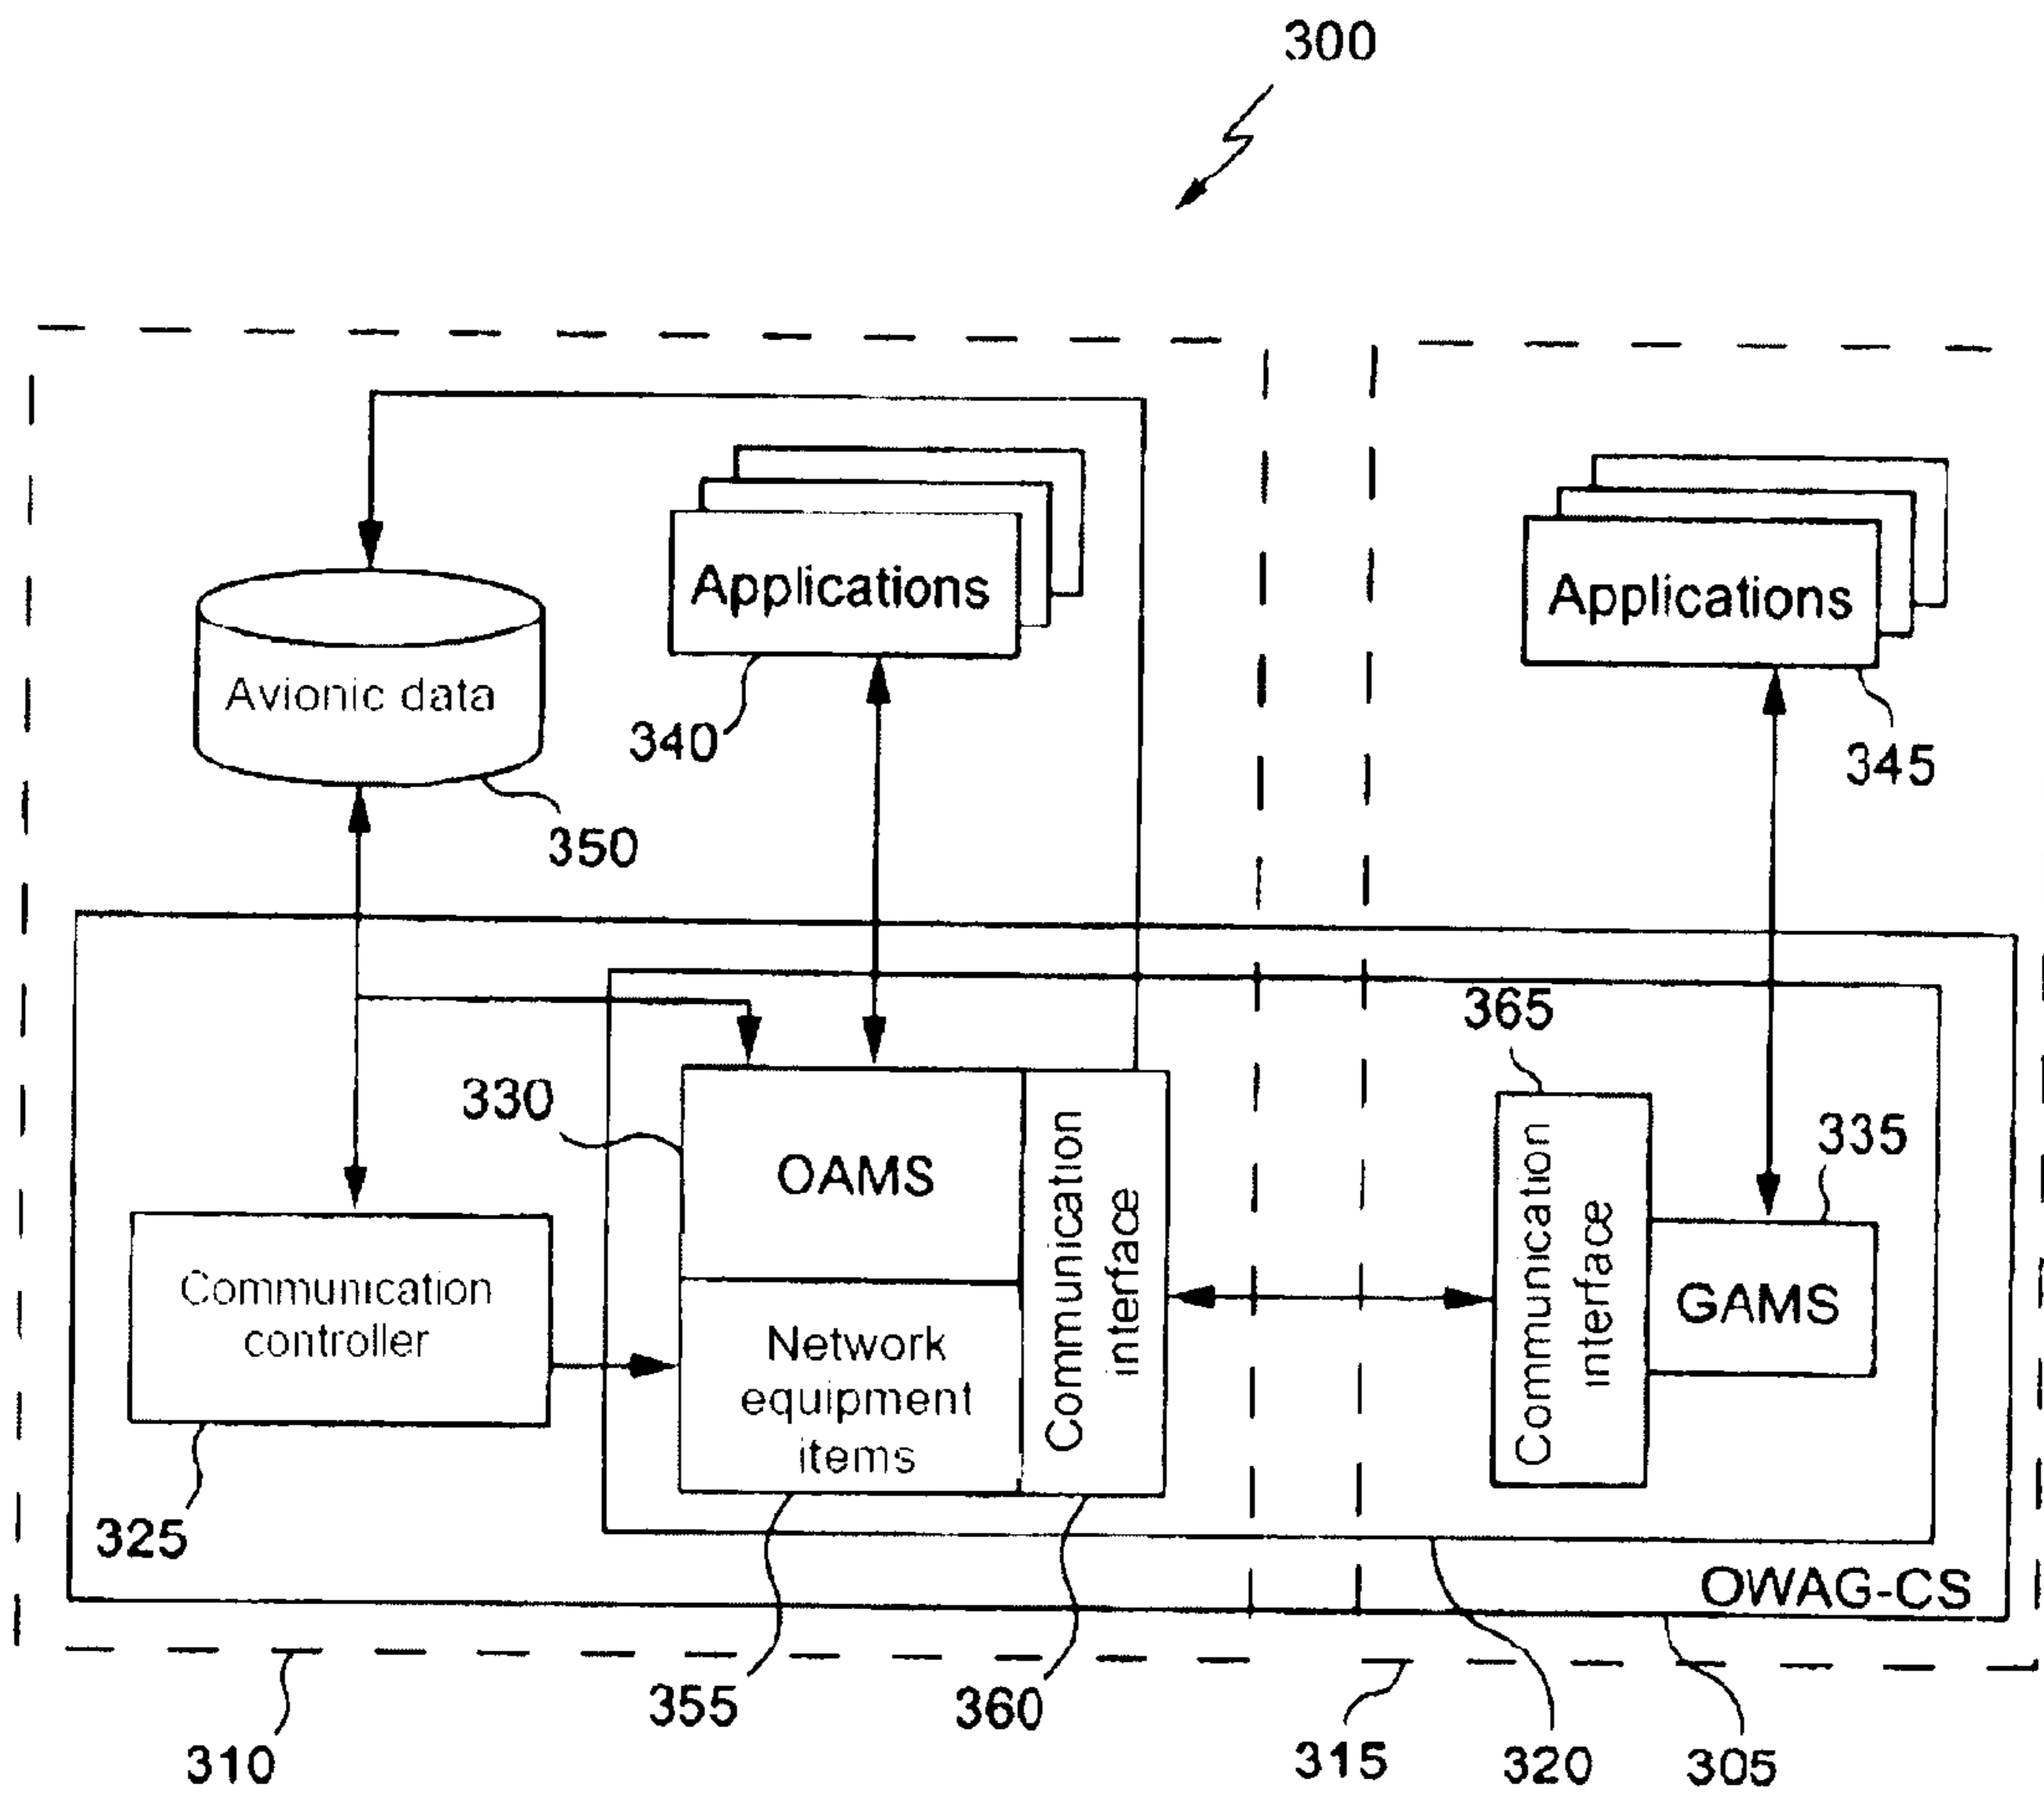 300
Applications
Applications
Avionic data
340
345
350
365
330
335
OAMS
Communication
interface
Communication
interface
GAMS
Communication
controller
Network
equipment
items
325
OWAG-CS
355
360
310
315
320
305